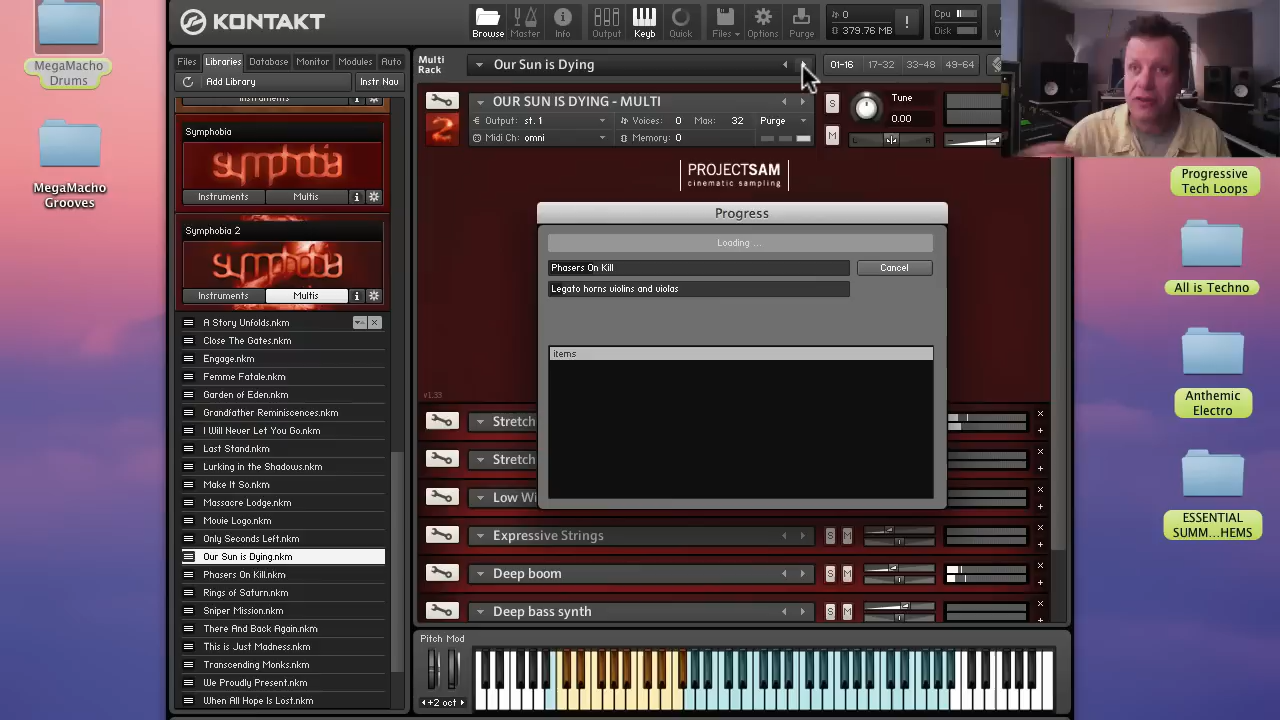 MegaMacho
Drums
MegaMacho
Grooves
KONTAKT
Browse
Master
Info
Output
Keyb
Quick
Files
Options
Purge
0
379.76 MB
!
Cpu
Disk
Files
Libraries
Database
Monitor
Modules
Auto
Add Library
Instr Nav
Instruments
Multis
Symphobia
symphobia
Instruments
Multis
i
Symphobia 2
symphobia
Instruments
Multis
i
A Story Unfolds.nkm
Close The Gates.nkm
Engage.nkm
Femme Fatale.nkm
Garden of Eden.nkm
Grandfather Reminiscences.nkm
I Will Never Let You Go.nkm
Last Stand.nkm
Lurking in the Shadows.nkm
Make It So.nkm
Massacre Lodge.nkm
Movie Logo.nkm
Only Seconds Left.nkm
Our Sun is Dying.nkm
Phasers On Kill.nkm
Rings of Saturn.nkm
Sniper Mission.nkm
There And Back Again.nkm
This is Just Madness.nkm
Transcending Monks.nkm
We Proudly Present.nkm
When All Hope Is Lost.nkm
Multi
Rack
Our Sun is Dying
01-16
17-32
33-48
49-64
OUR SUN IS DYING - MULTI
Output: st. 1
Voices: 0
Max: 32
Purge
Midi Ch: omni
Memory: 0
2
S
M
Tune
0.00
PROJECTSAM
cinematic sampling
Progress
Loading ...
Phasers On Kill
Cancel
Legato horns violins and violas
items
v1.33
Stretch
Stretch
Low Wi
Expressive Strings
S M
Deep boom
S M
Deep bass synth
S M
Pitch Mod
+2 oct
Progressive
Tech Loops
All is Techno
Anthemic
Electro
ESSENTIAL
SUMM...HEMS